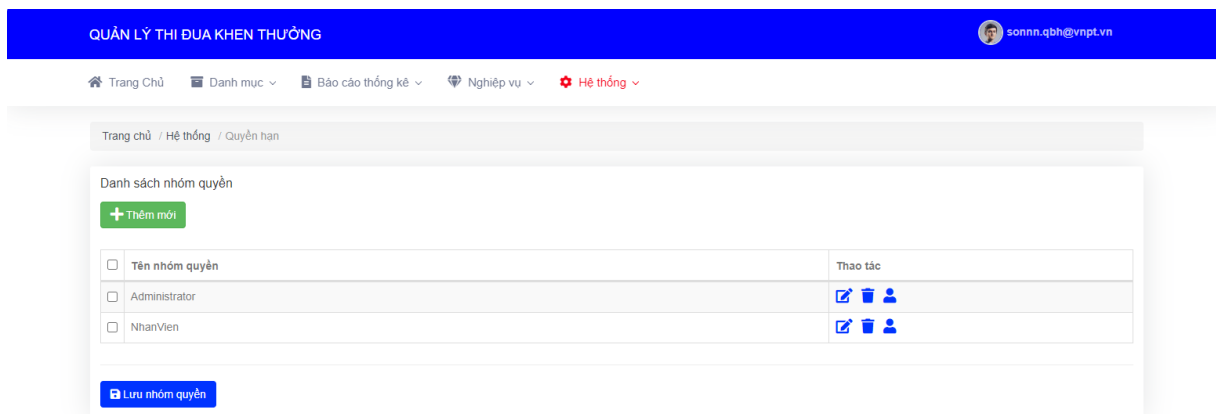 QUẢN LÝ THI ĐUA KHEN THƯỞNG
sonnn.qbh@vnpt.vn
Trang Chủ Danh mục Báo cáo thống kê Nghiệp vụ Hệ thống
Trang chủ / Hệ thống / Quyền hạn
Danh sách nhóm quyền
Thêm mới
Tên nhóm quyền Thao tác
Administrator
NhanVien
Lưu nhóm quyền